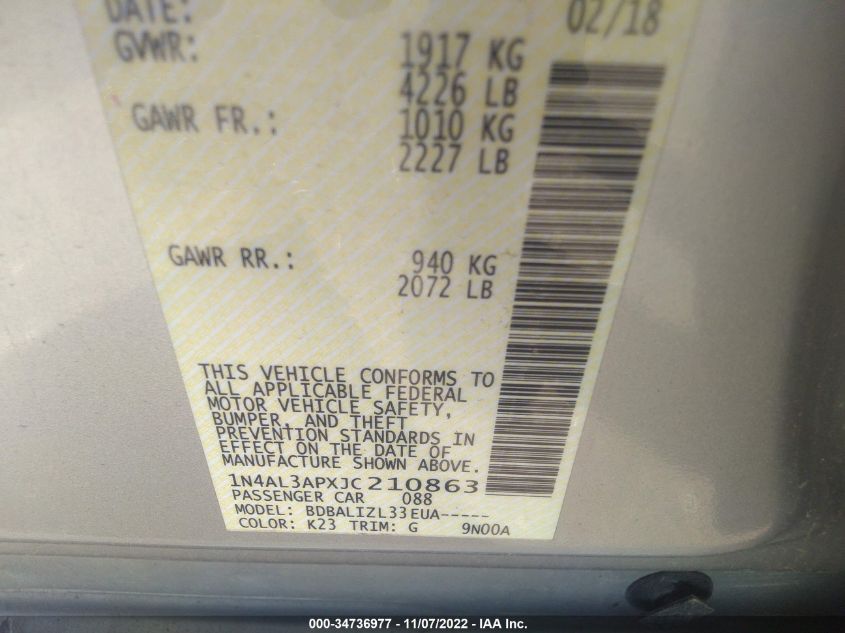 DATE: 02/18
GVWR: 1917 KG
4226 LB
GAWR FR.: 1010 KG
2227 LB
GAWR RR.: 940 KG
2072 LB
THIS VEHICLE CONFORMS TO
ALL APPLICABLE FEDERAL
MOTOR VEHICLE SAFETY,
BUMPER, AND THEFT
PREVENTION STANDARDS IN
EFFECT ON THE DATE OF
MANUFACTURE SHOWN ABOVE.
1N4AL3APXJC210863
PASSENGER CAR 088
MODEL: BDBALIZL33EUA-----
COLOR: K23 TRIM: G 9N00A
000-34736977 - 11/07/2022 - IAA Inc.